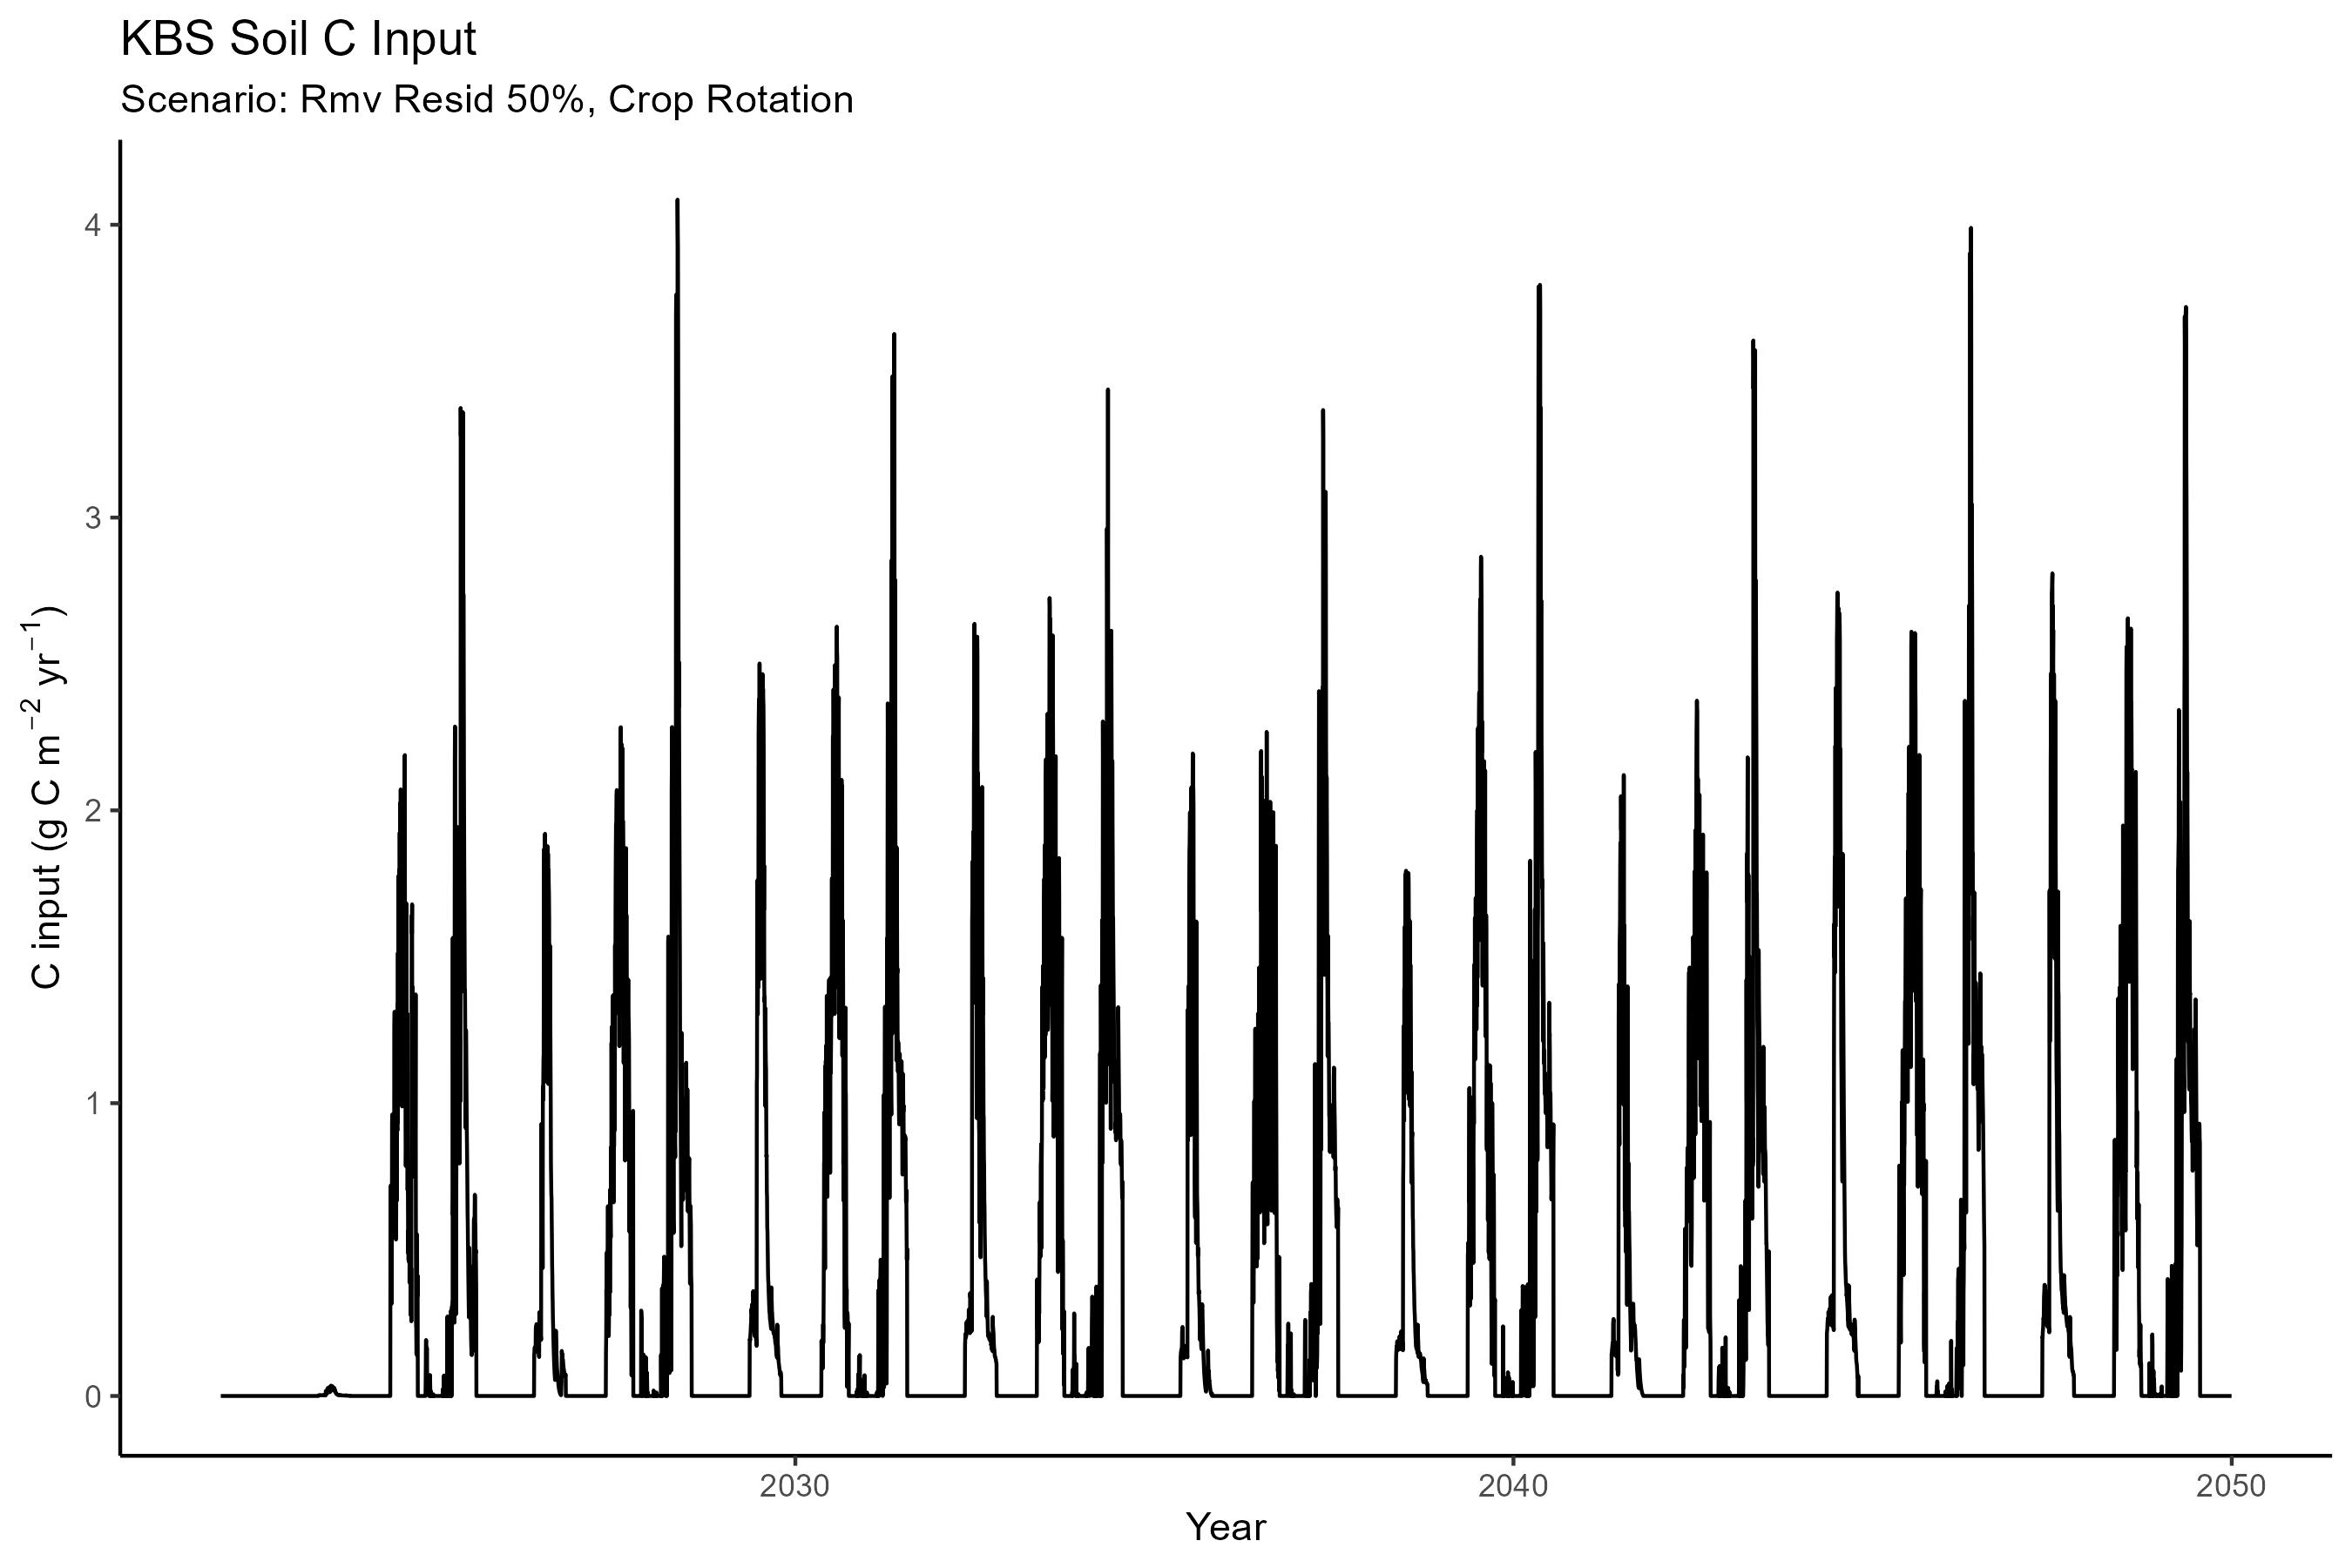 KBS Soil C Input
Scenario: Rmv Resid 50%, Crop Rotation
C input (g C m⁻² yr⁻¹)
4
3
2
1
0
2030
2040
2050
Year